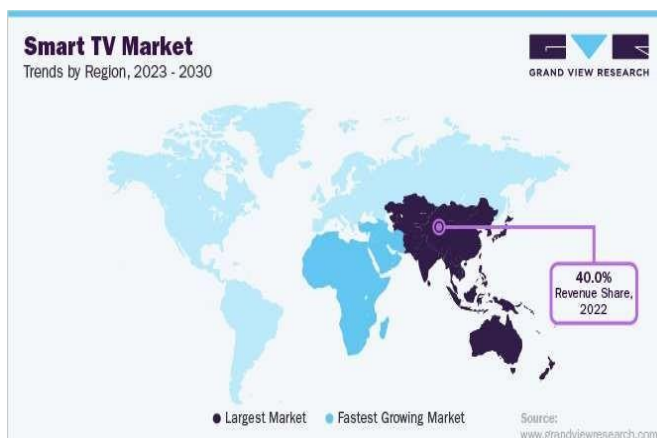 Smart TV Market
Trends by Region, 2023 - 2030
GRAND VIEW RESEARCH
40.0%
Revenue Share,
2022
Largest Market
Fastest Growing Market
Source:
www.grandviewresearch.com